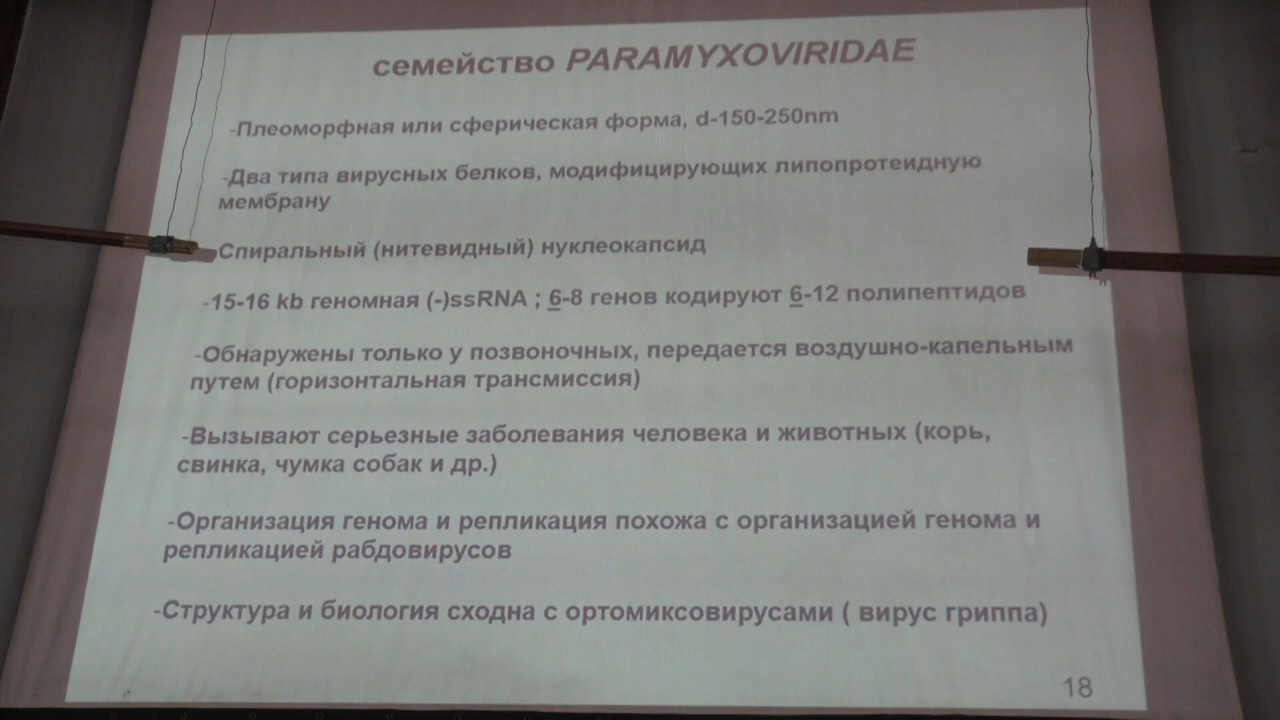 семейство PARAMYXOVIRIDAE
-Плеоморфная или сферическая форма, d-150-250nm
-Два типа вирусных белков, модифицирующих липопротеидную
мембрану
Спиральный (нитевидный) нуклеокапсид
-15-16 kb геномная (-)ssRNA ; 6-8 генов кодируют 6-12 полипептидов
-Обнаружены только у позвоночных, передается воздушно-капельным
путем (горизонтальная трансмиссия)
-Вызывают серьезные заболевания человека и животных (корь,
свинка, чумка собак и др.)
-Организация генома и репликация похожа с организацией генома и
репликацией рабдовирусов
-Структура и биология сходна с ортомиксовирусами ( вирус гриппа)
18